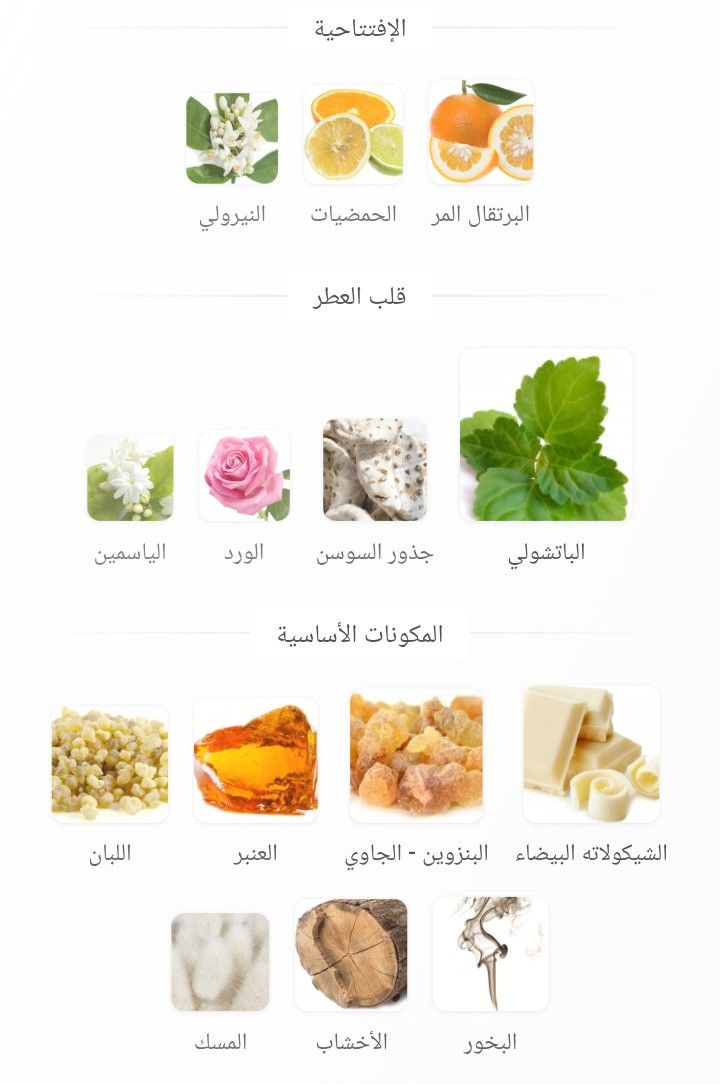 الإفتتاحية
البرتقال المر الحمضيات النيرولي
قلب العطر
الباتشولي جذور السوسن الورد الياسمين
المكونات الأساسية
الشيكولاته البيضاء البنزوين - الجاوي العنبر اللبان
البخور الأخشاب المسك